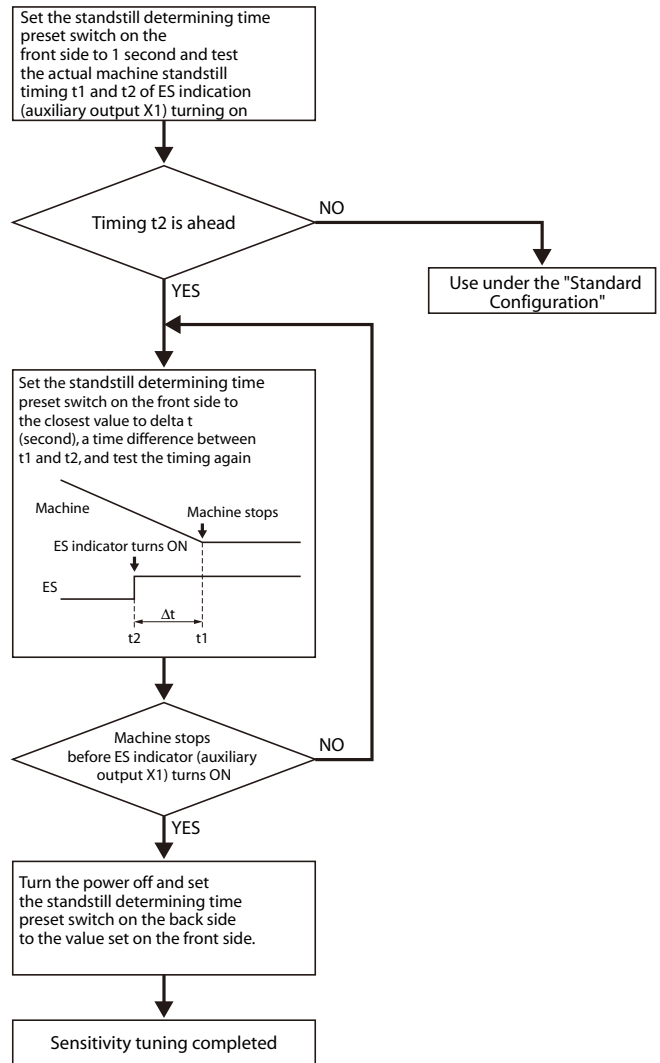 Set the standstill determining time
preset switch on the
front side to 1 second and test
the actual machine standstill
timing t1 and t2 of ES indication
(auxiliary output X1) turning on
Timing t2 is ahead
NO
Use under the "Standard
Configuration"
YES
Set the standstill determining time
preset switch on the front side to
the closest value to delta t
(second), a time difference between
t1 and t2, and test the timing again
Machine
Machine stops
ES indicator turns ON
ES
Δt
t2
t1
Machine stops
before ES indicator (auxiliary
output X1) turns ON
NO
YES
Turn the power off and set
the standstill determining time
preset switch on the back side
to the value set on the front side.
Sensitivity tuning completed